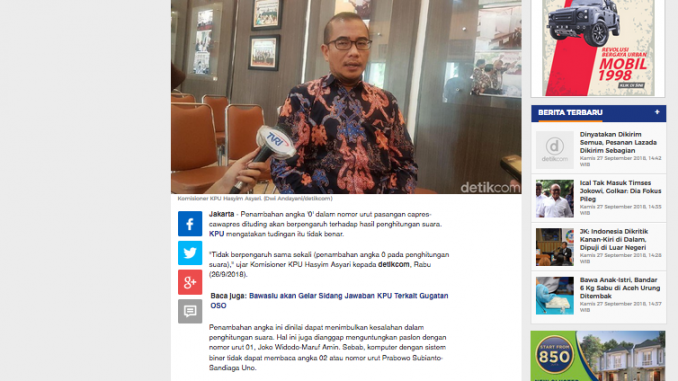 TVRI
detikcom
Komisioner KPU Hasyim Asyari. (Dwi Andayani/detikcom)
Jakarta - Penambahan angka '0' dalam nomor urut pasangan capres-
cawapres dituding akan berpengaruh terhadap hasil penghitungan suara.
KPU mengatakan tudingan itu tidak benar.
"Tidak berpengaruh sama sekali (penambahan angka 0 pada penghitungan
suara)," ujar Komisioner KPU Hasyim Asyari kepada detikcom, Rabu
(26/9/2018).
Baca juga: Bawaslu akan Gelar Sidang Jawaban KPU Terkait Gugatan
OSO
Penambahan angka ini dinilai dapat menimbulkan kesalahan dalam
penghitungan suara. Hal ini juga dianggap menguntungkan paslon dengan
nomor urut 01, Joko Widodo-Maruf Amin. Sebab, komputer dengan sistem
biner tidak dapat membaca angka 02 atau nomor urut Prabowo Subianto-
Sandiaga Uno.
REVOLUSI
BERGAYA URBAN
MOBIL
1998
KLIK DI SINI
BERITA TERBARU +
Dinyatakan Dikirim
Semua, Pesanan Lazada
Dikirim Sebagian
Kamis 27 September 2018, 14:42
WIB
detikcom
Ical Tak Masuk Timses
Jokowi, Golkar: Dia Fokus
Pileg
Kamis 27 September 2018, 14:35
WIB
JK: Indonesia Dikritik
Kanan-Kiri di Dalam,
Dipuji di Luar Negeri
Kamis 27 September 2018, 14:08
WIB
Bawa Anak-Istri, Bandar
6 Kg Sabu di Aceh Urung
Ditembak
Kamis 27 September 2018, 14:07
WIB
START FROM
850